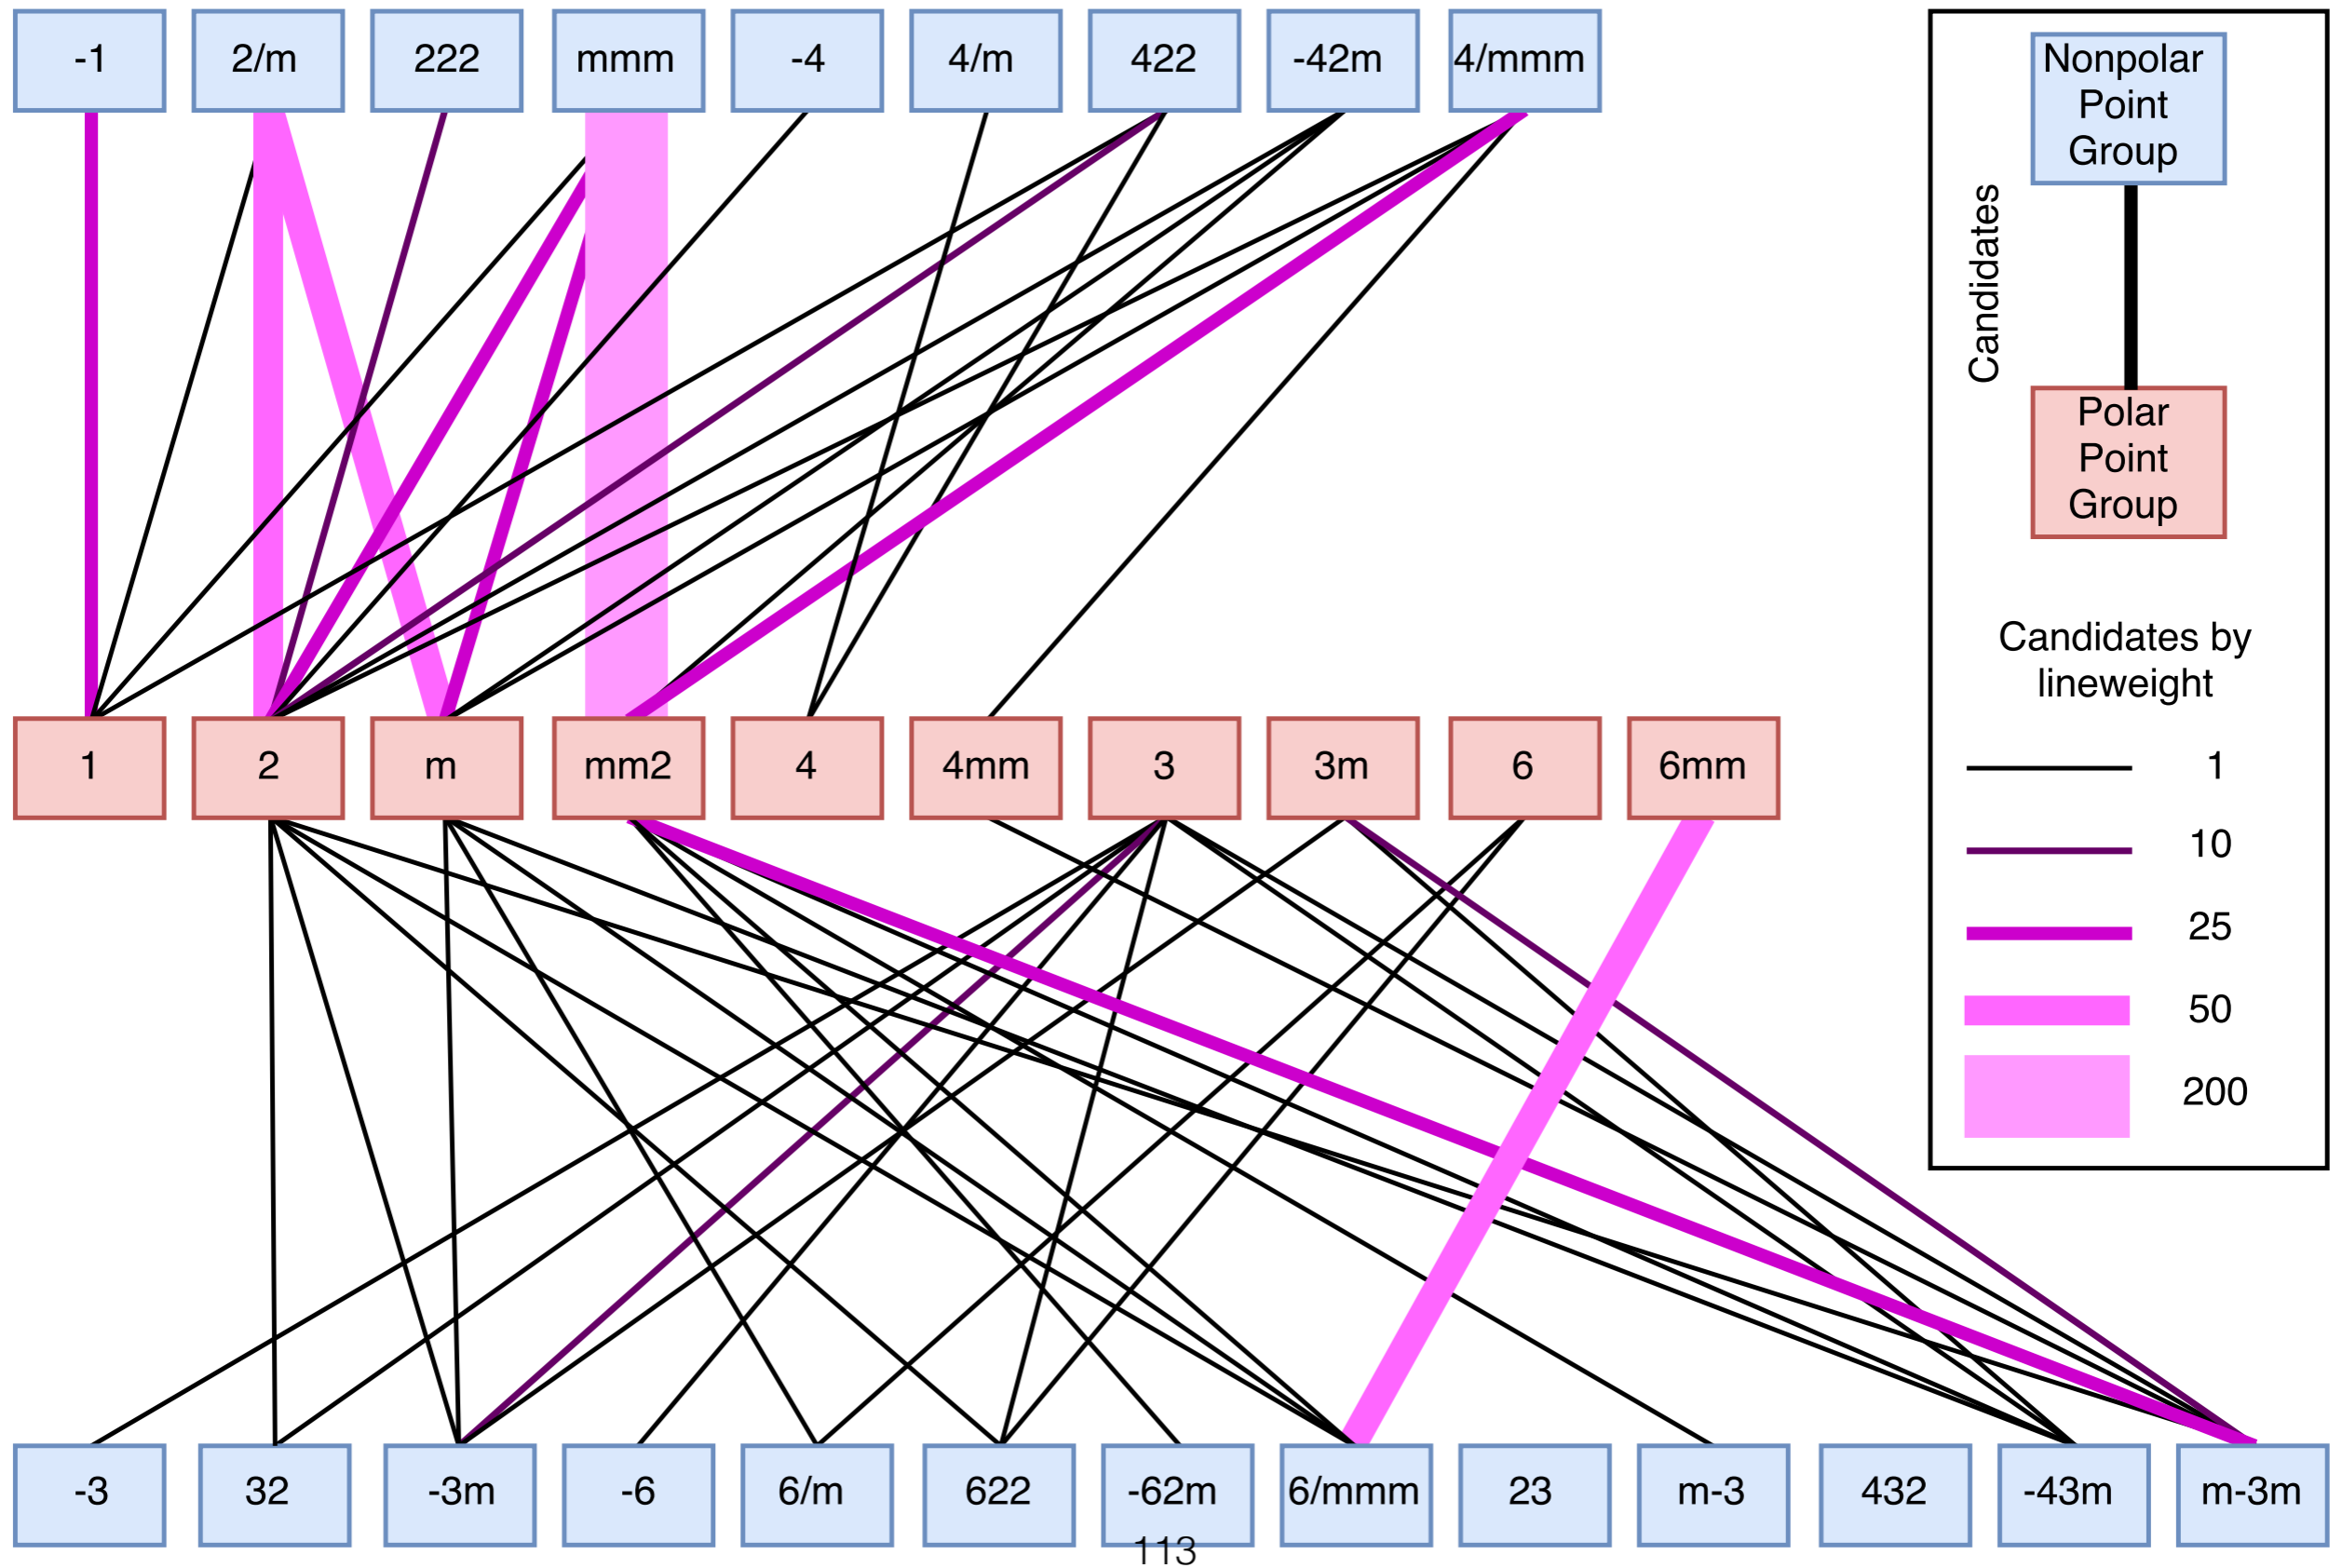 -1
2/m
222
mmm
-4
4/m
422
-42m
4/mmm
Nonpolar
Point
Group
Candidates
Polar
Point
Group
Candidates by
lineweight
1
10
25
50
200
1
2
m
mm2
4
4mm
3
3m
6
6mm
-3
32
-3m
-6
6/m
622
-62m
6/mmm
23
m-3
432
-43m
m-3m
113